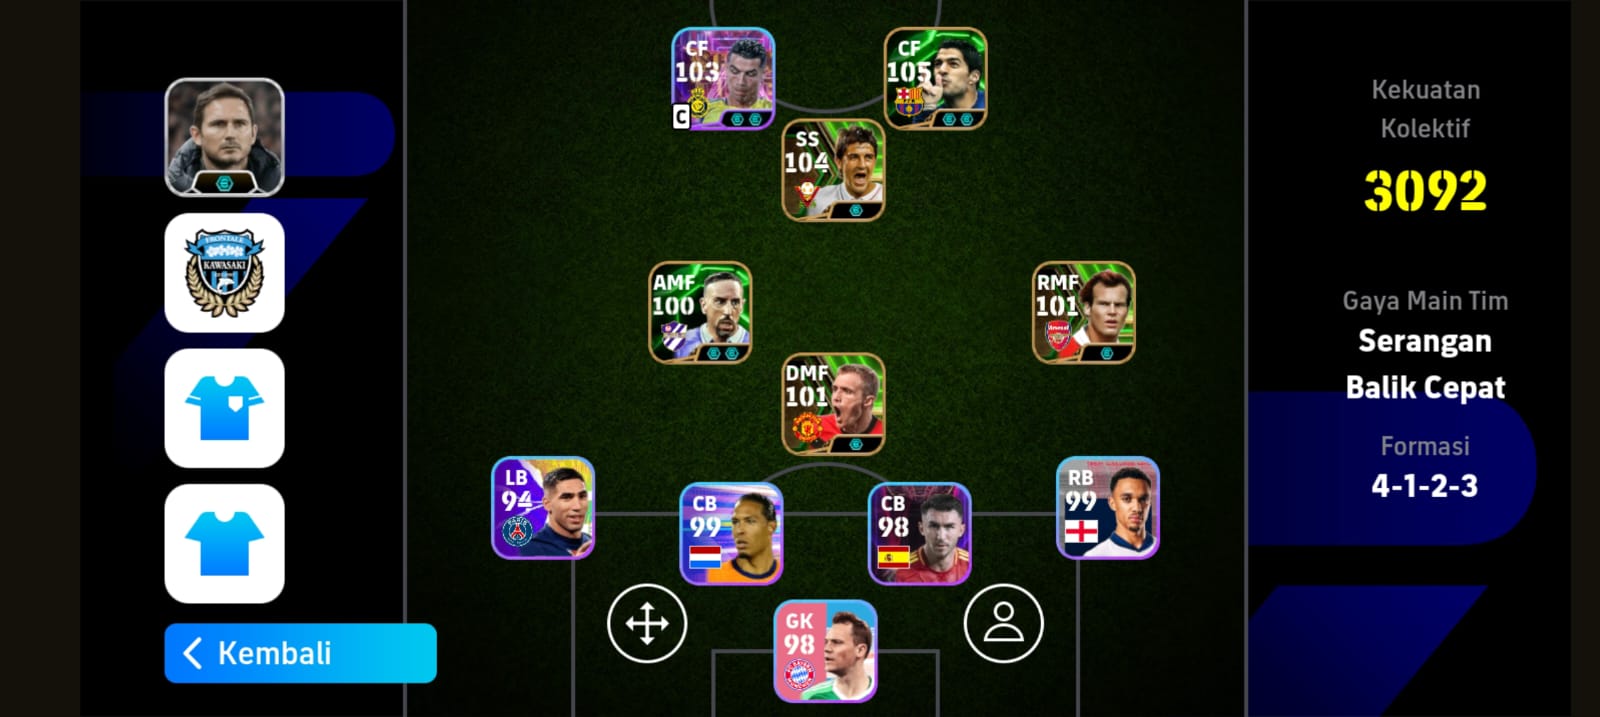 CF
103
C
CF
105
SS
104
AMF
100
RMF
101
DMF
101
LB
94
CB
99
CB
98
RB
99
GK
98
FRONTALE
KAWASAKI
Kembali
Kekuatan
Kolektif
3092
Gaya Main Tim
Serangan
Balik Cepat
Formasi
4-1-2-3